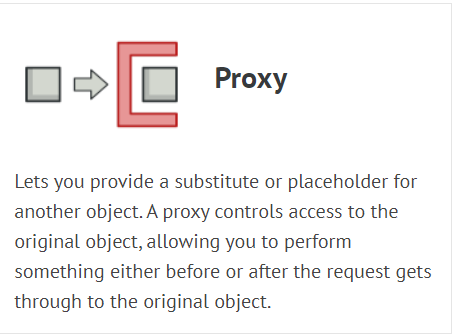 Proxy
Lets you provide a substitute or placeholder for
another object. A proxy controls access to the
original object, allowing you to perform
something either before or after the request gets
through to the original object.